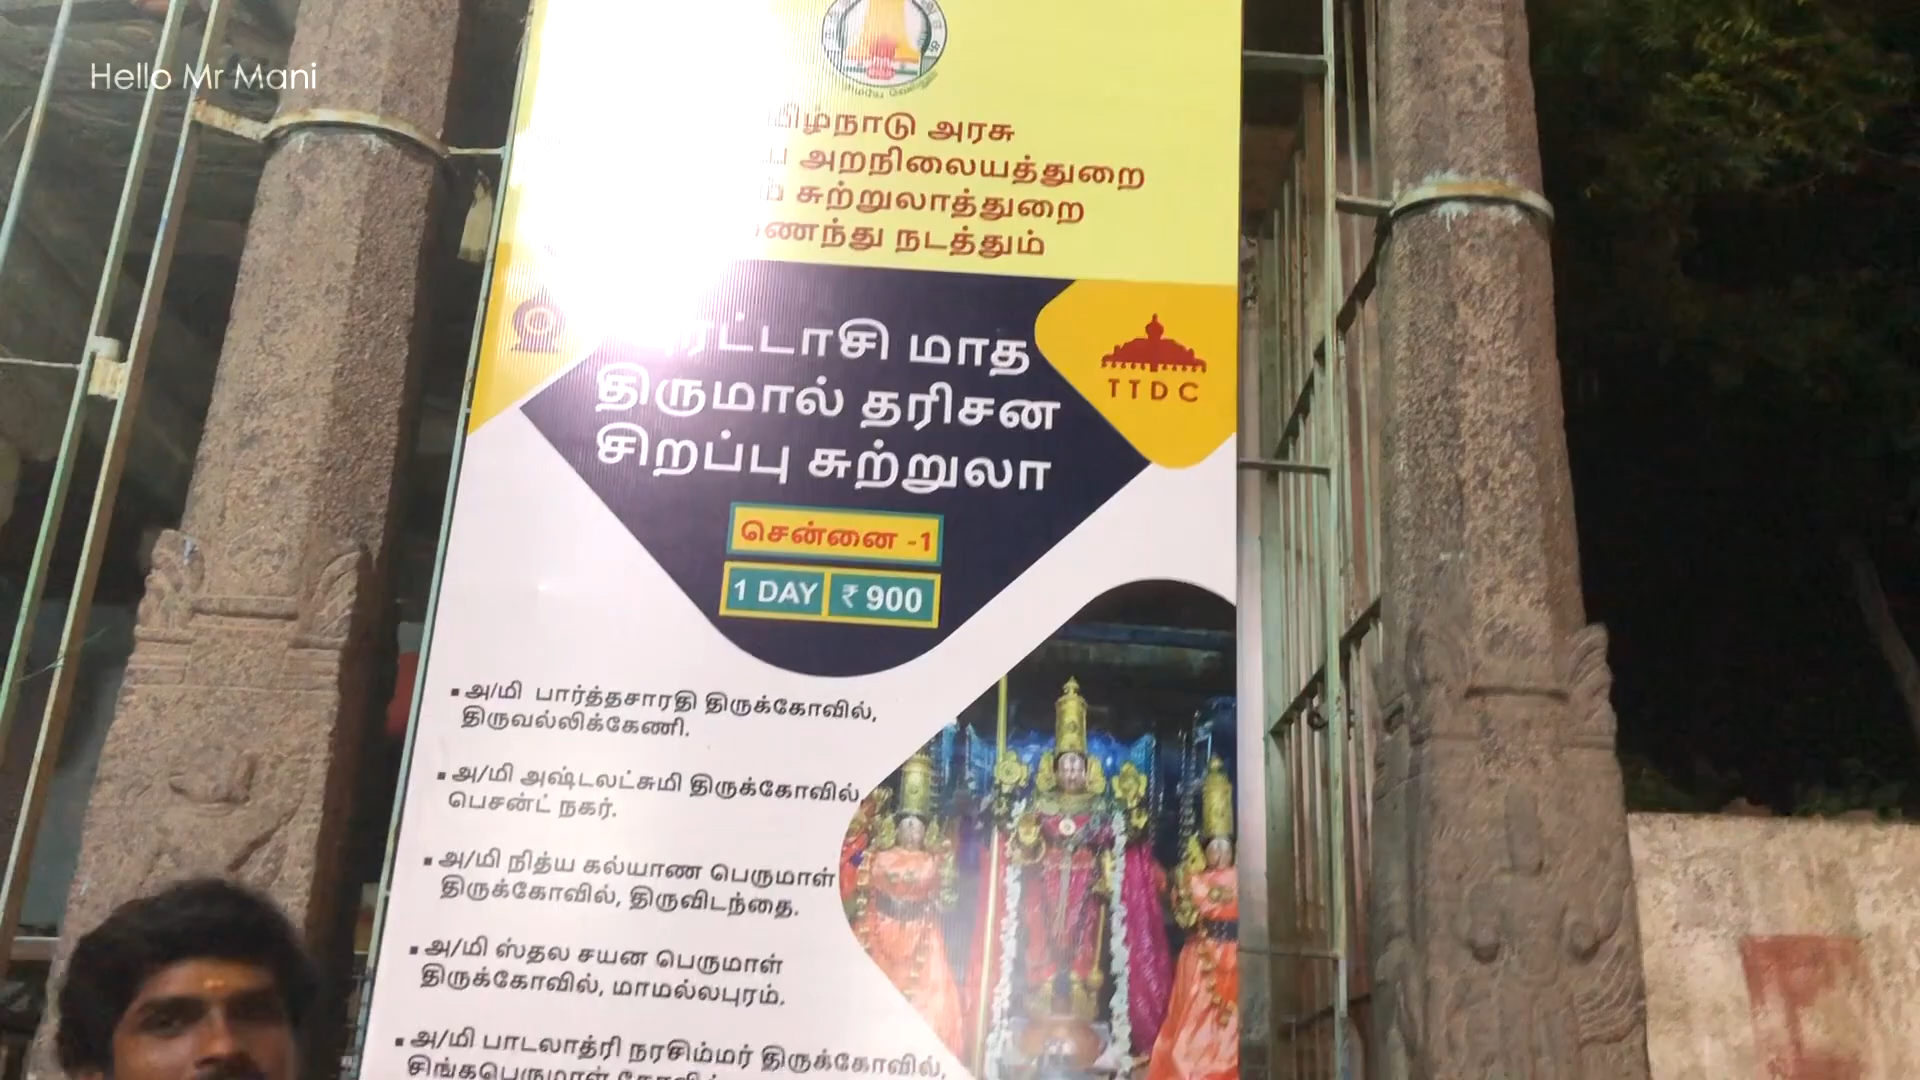 Hello Mr Mani
அரசு
அறநிலையத்துறை
சுற்றுலாத்துறை
நடத்தும்
மாத
திருமால் தரிசன
சிறப்பு சுற்றுலா
TTDC
சென்னை -1
1 DAY ₹ 900
▪ அ/மி பார்த்தசாரதி திருக்கோவில்,
திருவல்லிக்கேணி.
▪ அ/மி அஷ்டலட்சுமி திருக்கோவில்,
பெசன்ட் நகர்.
▪ அ/மி நித்ய கல்யாண பெருமாள்
திருக்கோவில், திருவிடந்தை.
▪ அ/மி ஸ்தல சயன பெருமாள்
திருக்கோவில், மாமல்லபுரம்.
▪ அ/மி பாடலாத்ரி நரசிம்மர் திருக்கோவில்,